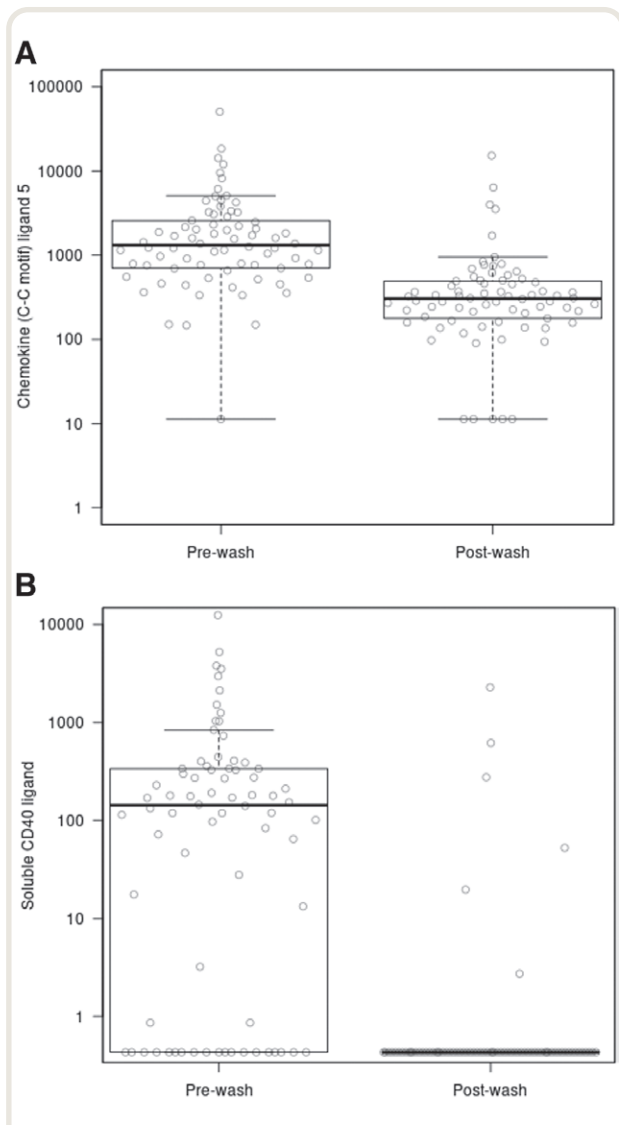 A
Chemokine (C-C motif) ligand 5
100000
10000
1000
100
10
1
Pre-wash Post-wash
B
Soluble CD40 ligand
10000
1000
100
10
1
Pre-wash Post-wash